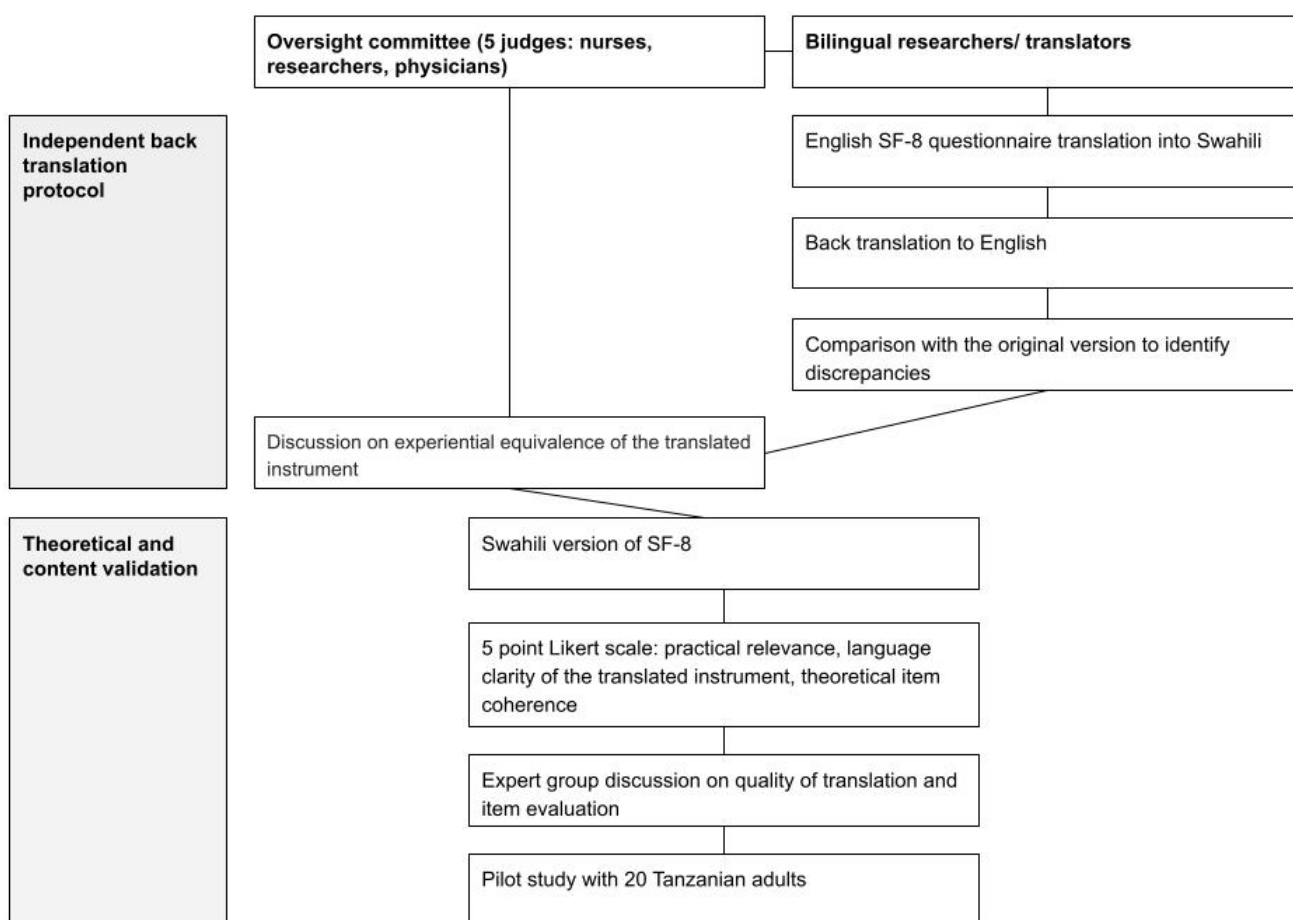 Oversight committee (5 judges: nurses,
researchers, physicians)
Bilingual researchers/ translators
Independent back
translation
protocol
English SF-8 questionnaire translation into Swahili
Back translation to English
Comparison with the original version to identify
discrepancies
Discussion on experiential equivalence of the translated
instrument
Theoretical and
content validation
Swahili version of SF-8
5 point Likert scale: practical relevance, language
clarity of the translated instrument, theoretical item
coherence
Expert group discussion on quality of translation and
item evaluation
Pilot study with 20 Tanzanian adults